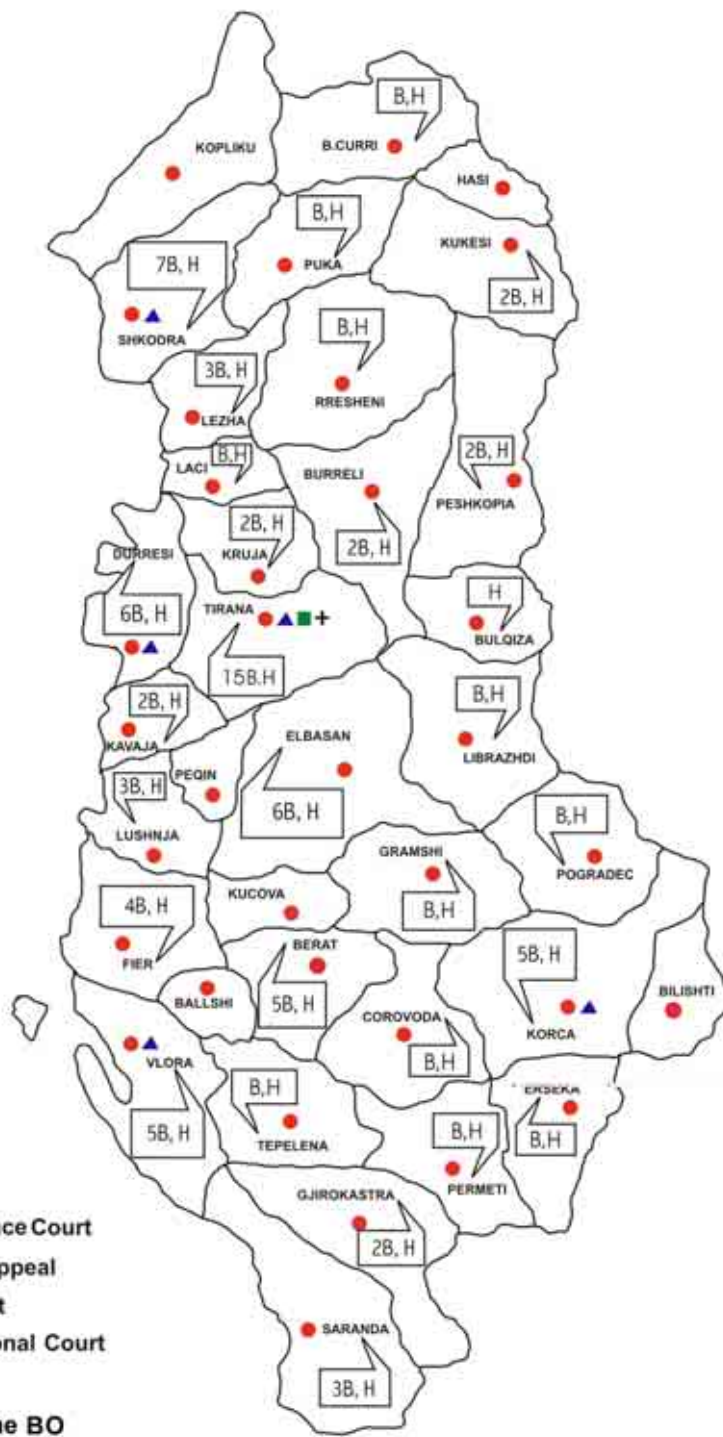 B,H
KOPLIKU
B.CURRI
HASI
B,H
KUKESI
PUKA
7B, H
2B, H
SHKODRA
B,H
3B, H
RRESHENI
LEZHA
B,H
LACI
BURRELI
2B, H
PESHKOPIA
2B, H
KRUJA
2B, H
DURRESI
H
6B, H
TIRANA
BULQIZA
15B.H
B,H
2B, H
KAVAJA
ELBASAN
LIBRAZHDI
PEQIN
3B, H
6B, H
B,H
LUSHNJA
GRAMSHI
POGRADEC
KUCOVA
B,H
4B, H
BERAT
5B, H
FIER
BALLSHI
5B, H
BILISHTI
COROVODA
KORCA
VLORA
B,H
B,H
ERSEKA
5B, H
TEPELENA
B,H
B,H
PERMETI
GJIROKASTRA
2B, H
SARANDA
3B, H
nce Court
ppeal
t
onal Court
ne BO